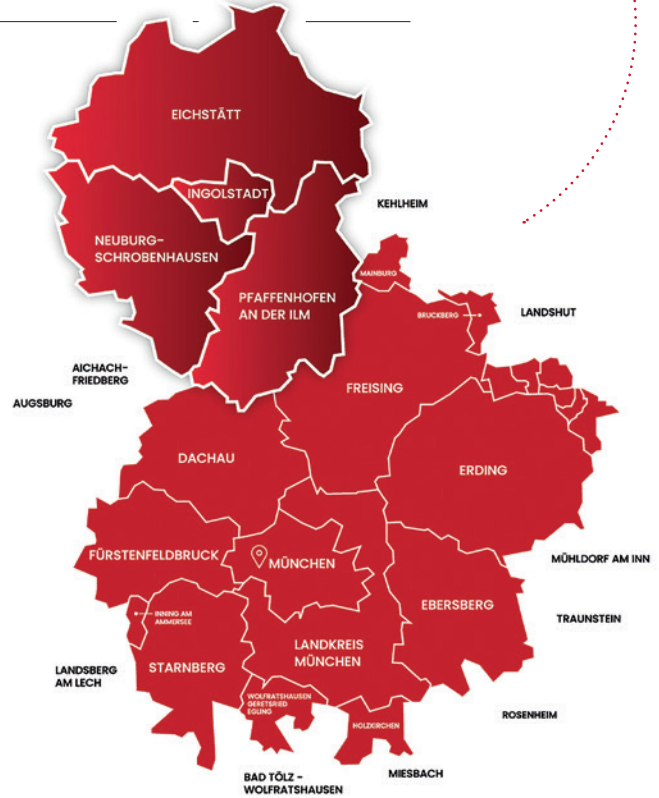 EICHSTÄTT
INGOLSTADT
KEHLHEIM
NEUBURG-
SCHROBENHAUSEN
MAINBURG
PFAFFENHOFEN
AN DER ILM
BRUCKBERG
LANDSHUT
AICHACH-
FRIEDBERG
FREISING
AUGSBURG
DACHAU
ERDING
FÜRSTENFELDBRUCK
MÜNCHEN
MÜHLDORF AM INN
EBERSBERG
INNING AM
AMMERSEE
TRAUNSTEIN
LANDKREIS
MÜNCHEN
LANDSBERG
AM LECH
STARNBERG
WOLFRATSHAUSEN
GERETSRIED
EGLING
ROSENHEIM
HOLZKIRCHEN
MIESBACH
BAD TÖLZ -
WOLFRATSHAUSEN